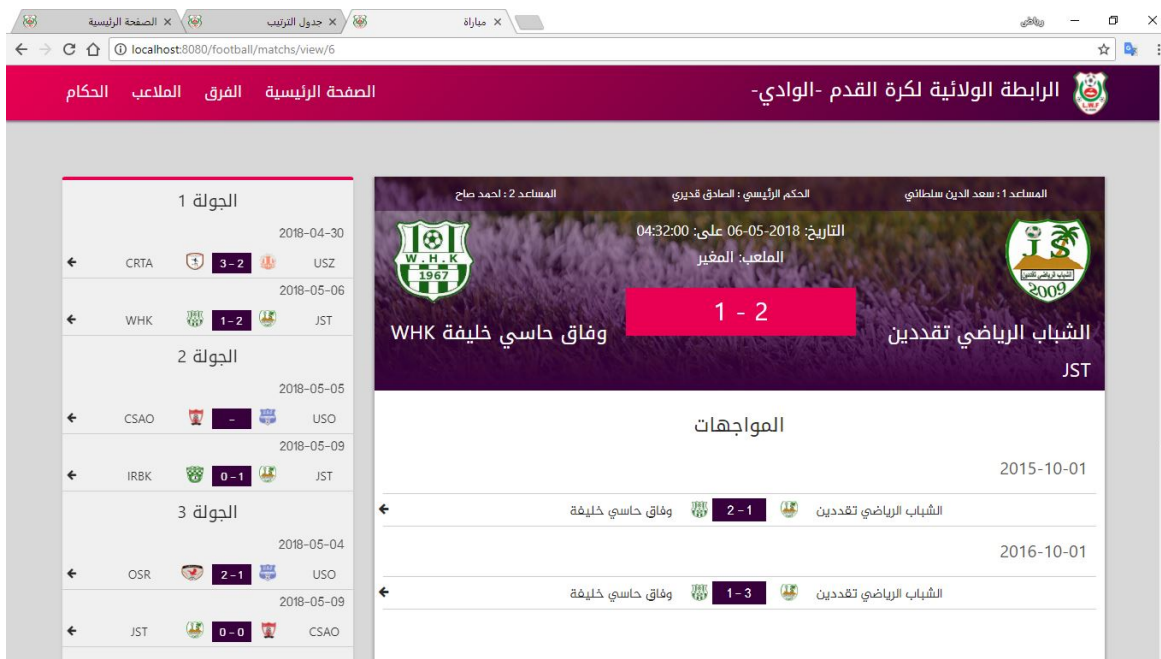 الصفحة الرئيسية
جدول الترتيب
مباراة
رياض
localhost:8080/football/matchs/view/6
الرابطة الولائية لكرة القدم -الوادي-
الصفحة الرئيسية الفرق الملاعب الحكام
المساعد 1 : سعد الدين سلطاني الحكم الرئيسي : الصادق قديري المساعد 2 : احمد صاح
التاريخ: 2018-05-06 على: 04:32:00
الملعب: المغير
J S
2009
W . H . K
1967
1 - 2
الشباب الرياضي تقددين
JST
وفاق حاسي خليفة WHK
المواجهات
2015-10-01
الشباب الرياضي تقددين 2 - 1 وفاق حاسي خليفة
2016-10-01
الشباب الرياضي تقددين 1 - 3 وفاق حاسي خليفة
الجولة 1
2018-04-30
CRTA 3 - 2 USZ
2018-05-06
WHK 1 - 2 JST
الجولة 2
2018-05-05
CSAO - USO
2018-05-09
IRBK 0 - 1 JST
الجولة 3
2018-05-04
OSR 2 - 1 USO
2018-05-09
JST 0 - 0 CSAO